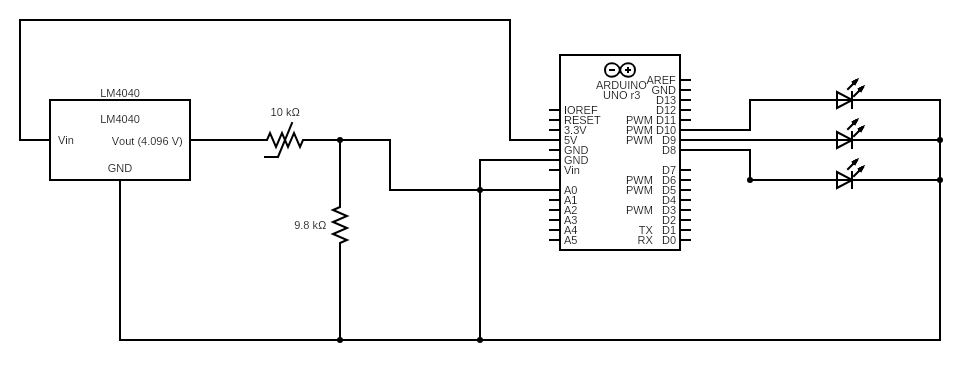 LM4040
LM4040
Vin
Vout (4.096 V)
GND
10 kΩ
9.8 kΩ
ARDUINO
UNO r3
IOREF
RESET
3.3V
5V
GND
GND
Vin
A0
A1
A2
A3
A4
A5
AREF
GND
D13
D12
PWM D11
PWM D10
PWM D9
D8
D7
PWM D6
PWM D5
D4
PWM D3
D2
TX D1
RX D0